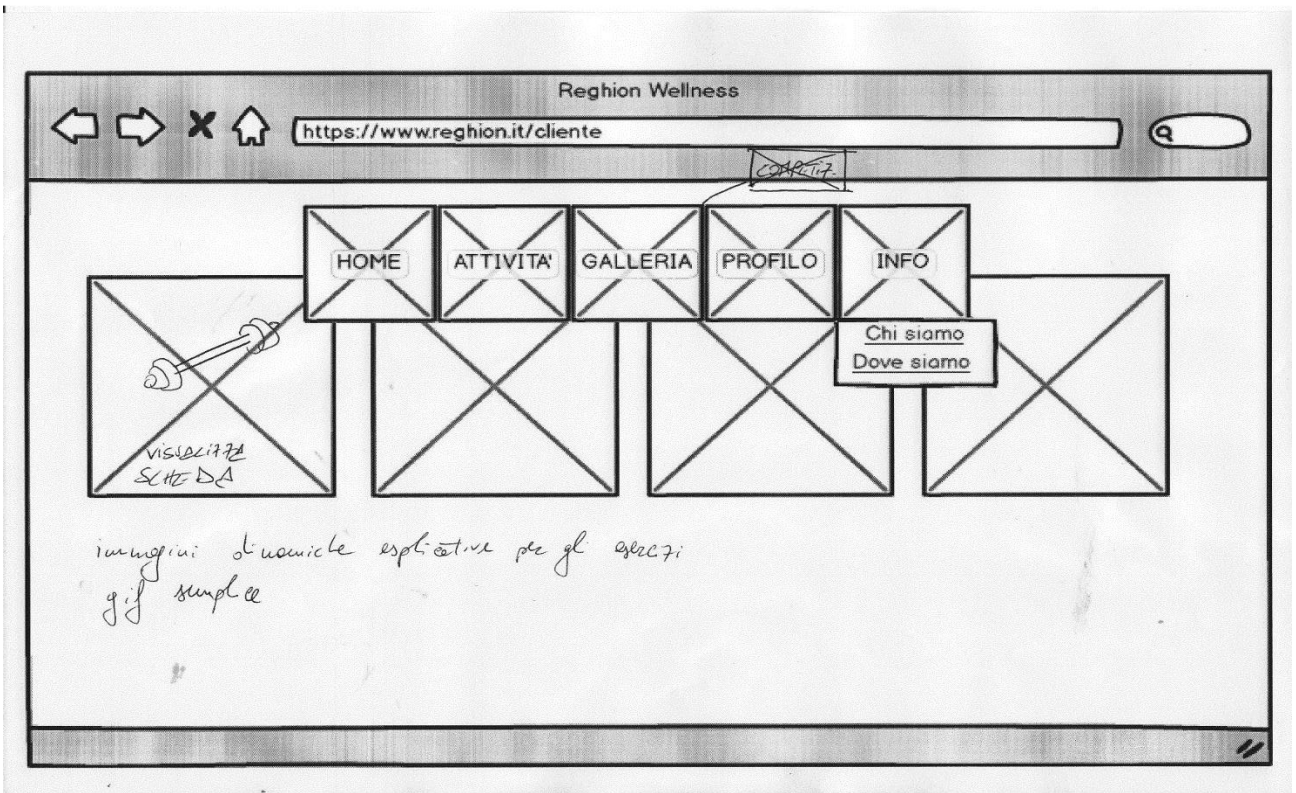 Reghion Wellness
https://www.reghion.it/cliente
HOME ATTIVITA' GALLERIA PROFILO INFO
Chi siamo
Dove siamo
VISUALIZZA
SCHEDA
immagini dinamiche esplicative per gli esercizi
gif semplice